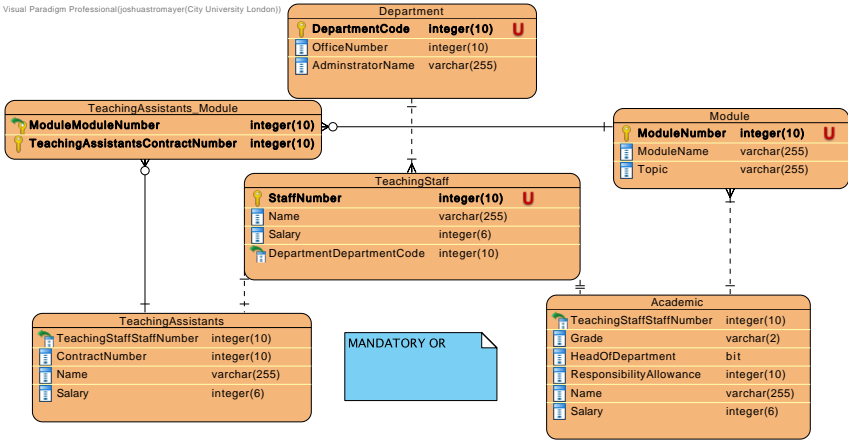 Visual Paradigm Professional(joshuastromayer(City University London))
Department
DepartmentCode integer(10) U
OfficeNumber integer(10)
AdminstratorName varchar(255)
TeachingAssistants_Module
ModuleModuleNumber integer(10)
TeachingAssistantsContractNumber integer(10)
Module
ModuleNumber integer(10) U
ModuleName varchar(255)
Topic varchar(255)
TeachingStaff
StaffNumber integer(10) U
Name varchar(255)
Salary integer(6)
DepartmentDepartmentCode integer(10)
TeachingAssistants
TeachingStaffStaffNumber integer(10)
ContractNumber integer(10)
Name varchar(255)
Salary integer(6)
MANDATORY OR
Academic
TeachingStaffStaffNumber integer(10)
Grade varchar(2)
HeadOfDepartment bit
ResponsibilityAllowance integer(10)
Name varchar(255)
Salary integer(6)